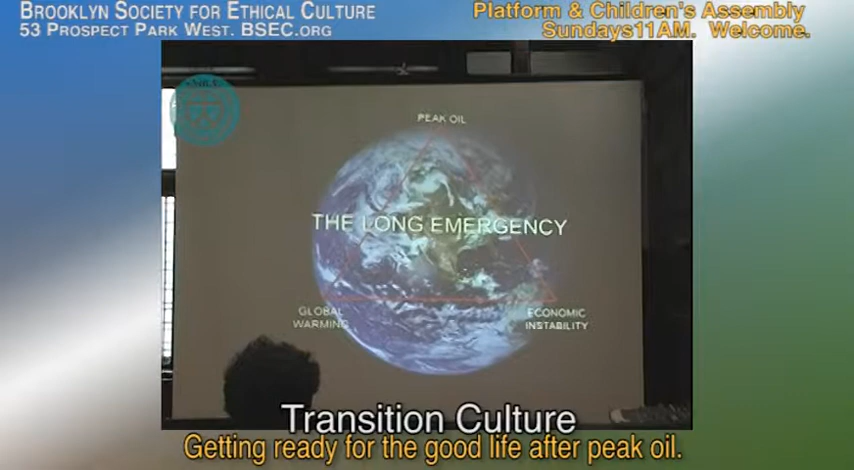 BROOKLYN SOCIETY FOR ETHICAL CULTURE
53 PROSPECT PARK WEST. BSEC.ORG
Platform & Children's Assembly
Sundays11AM. Welcome.
PEAK OIL
THE LONG EMERGENCY
GLOBAL
WARMING
ECONOMIC
INSTABILITY
Transition Culture
Getting ready for the good life after peak oil.